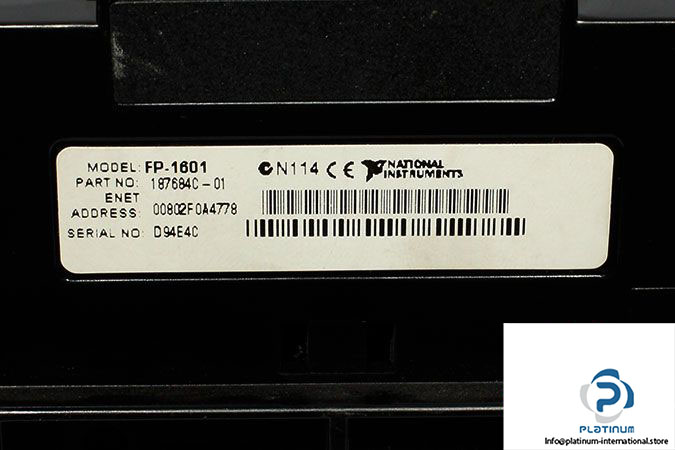 MODEL: FP-1601
N114 CE NATIONAL INSTRUMENTS
PART NO: 187684C-01
ENET ADDRESS: 00802F0A4778
SERIAL NO: D94E4C
PLATINUM
info@platinum-international.store